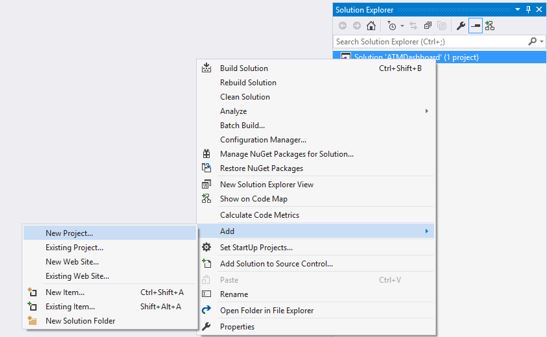 Solution Explorer
Search Solution Explorer (Ctrl+;)
Solution 'ATMDashboard' (1 project)
Build Solution Ctrl+Shift+B
Rebuild Solution
Clean Solution
Analyze
Batch Build...
Configuration Manager...
Manage NuGet Packages for Solution...
Restore NuGet Packages
New Solution Explorer View
Show on Code Map
Calculate Code Metrics
Add
Set StartUp Projects...
Add Solution to Source Control...
Paste Ctrl+V
Rename
Open Folder in File Explorer
Properties
New Project...
Existing Project...
New Web Site...
Existing Web Site...
New Item... Ctrl+Shift+A
Existing Item... Shift+Alt+A
New Solution Folder